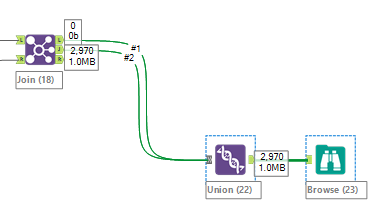 0
0b
#1
L
L
J
2,970
#2
R
R
1.0MB
Join (18)
2,970
1.0MB
Union (22)
Browse (23)